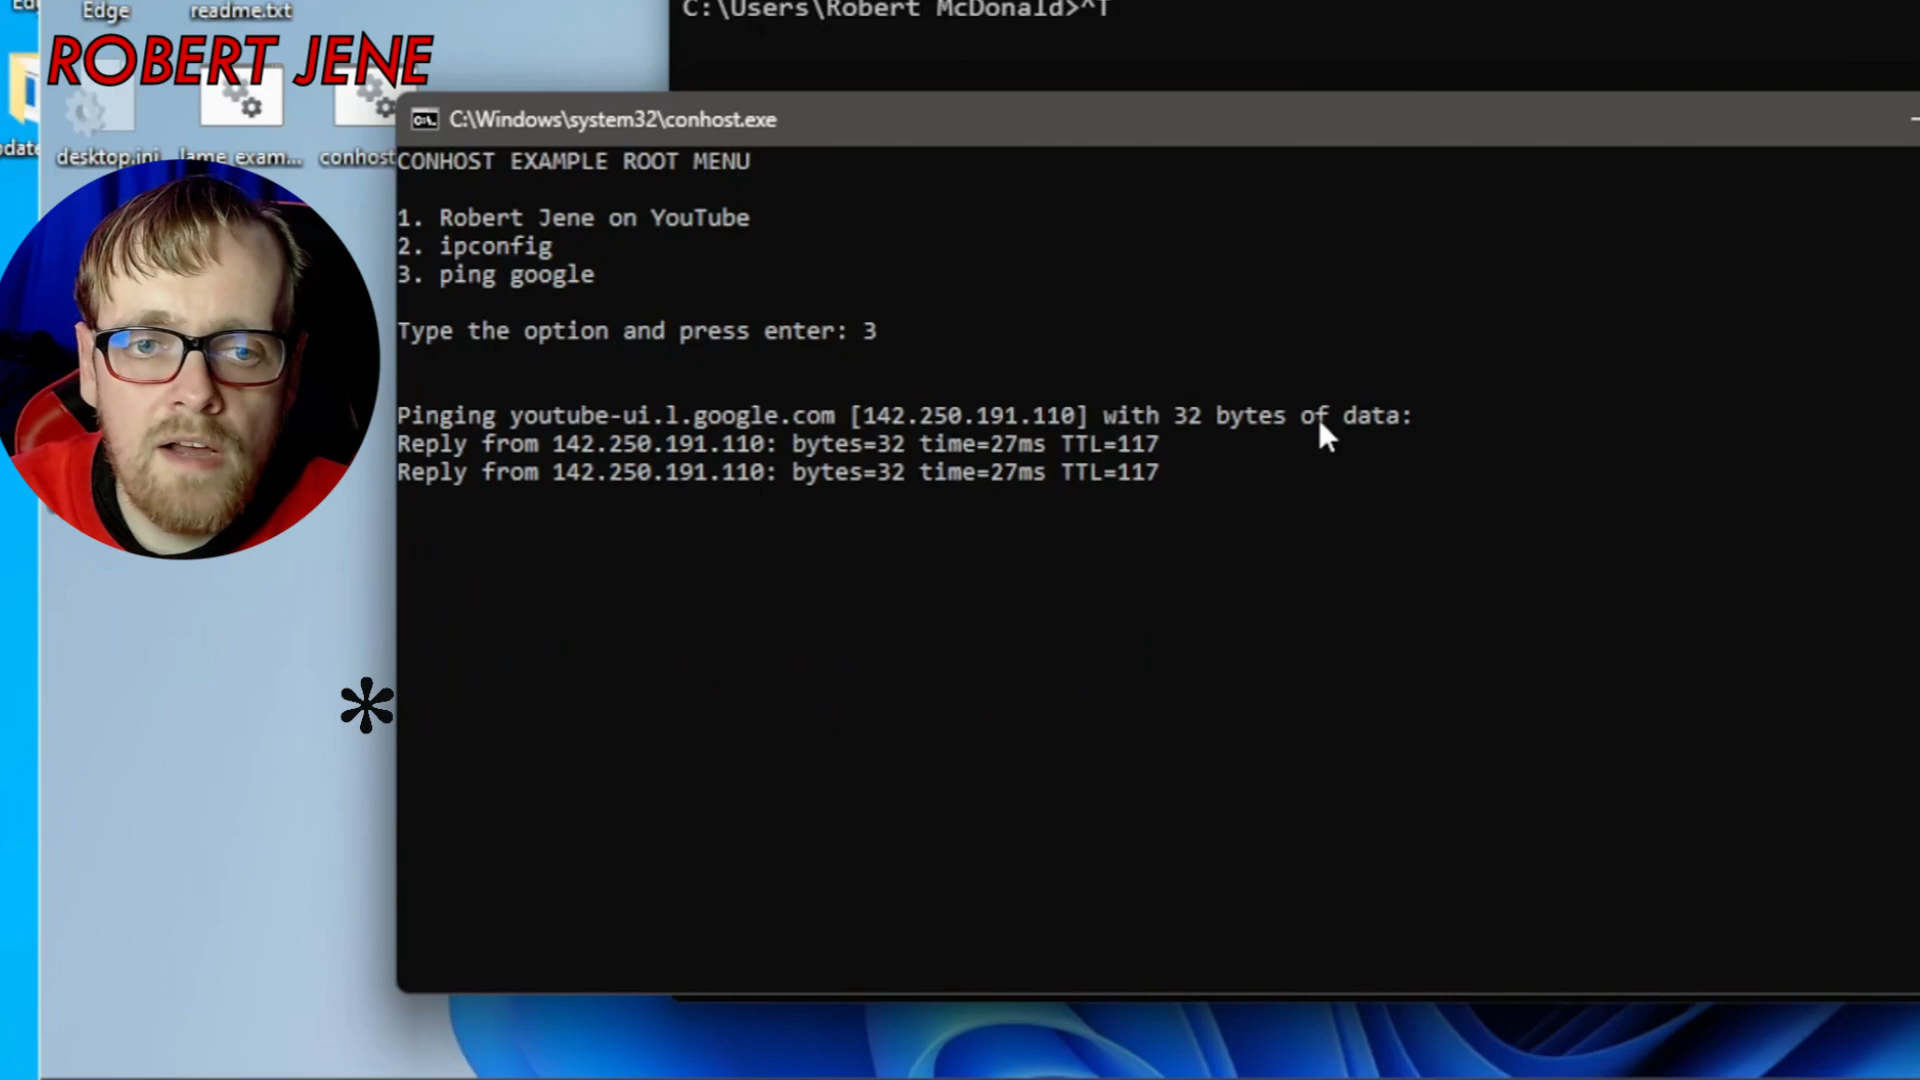 Edge
readme.txt
C:\Users\Robert McDonald>^T
ROBERT JENE
desktop.ini
lame_exam...
conhost
C:\Windows\system32\conhost.exe
CONHOST EXAMPLE ROOT MENU
1. Robert Jene on YouTube
2. ipconfig
3. ping google
Type the option and press enter: 3
Pinging youtube-ui.l.google.com [142.250.191.110] with 32 bytes of data:
Reply from 142.250.191.110: bytes=32 time=27ms TTL=117
Reply from 142.250.191.110: bytes=32 time=27ms TTL=117
*